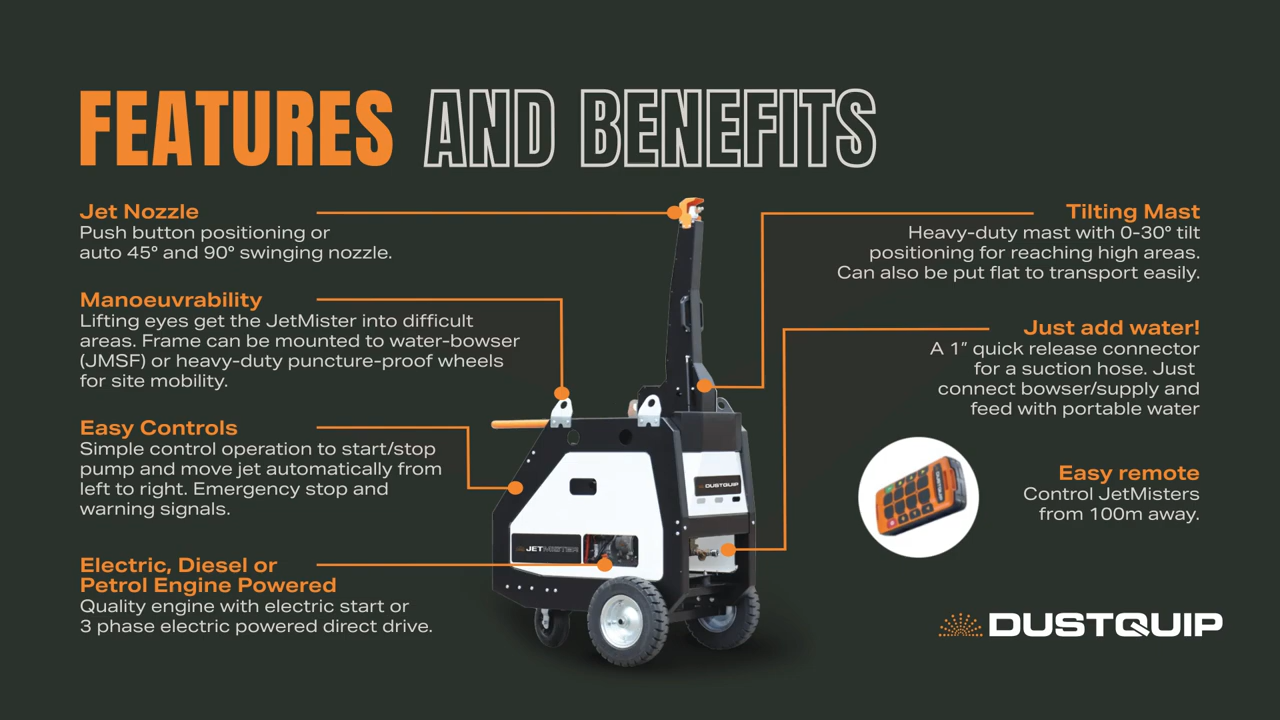 FEATURES AND BENEFITS
Jet Nozzle
Push button positioning or
auto 45° and 90° swinging nozzle.
Manoeuvrability
Lifting eyes get the JetMister into difficult
areas. Frame can be mounted to water-bowser
(JMSF) or heavy-duty puncture-proof wheels
for site mobility.
Easy Controls
Simple control operation to start/stop
pump and move jet automatically from
left to right. Emergency stop and
warning signals.
Electric, Diesel or
Petrol Engine Powered
Quality engine with electric start or
3 phase electric powered direct drive.
Tilting Mast
Heavy-duty mast with 0-30° tilt
positioning for reaching high areas.
Can also be put flat to transport easily.
Just add water!
A 1" quick release connector
for a suction hose. Just
connect bowser/supply and
feed with portable water
Easy remote
Control JetMisters
from 100m away.
DUSTQUIP
JETMISTER
DUSTQUIP